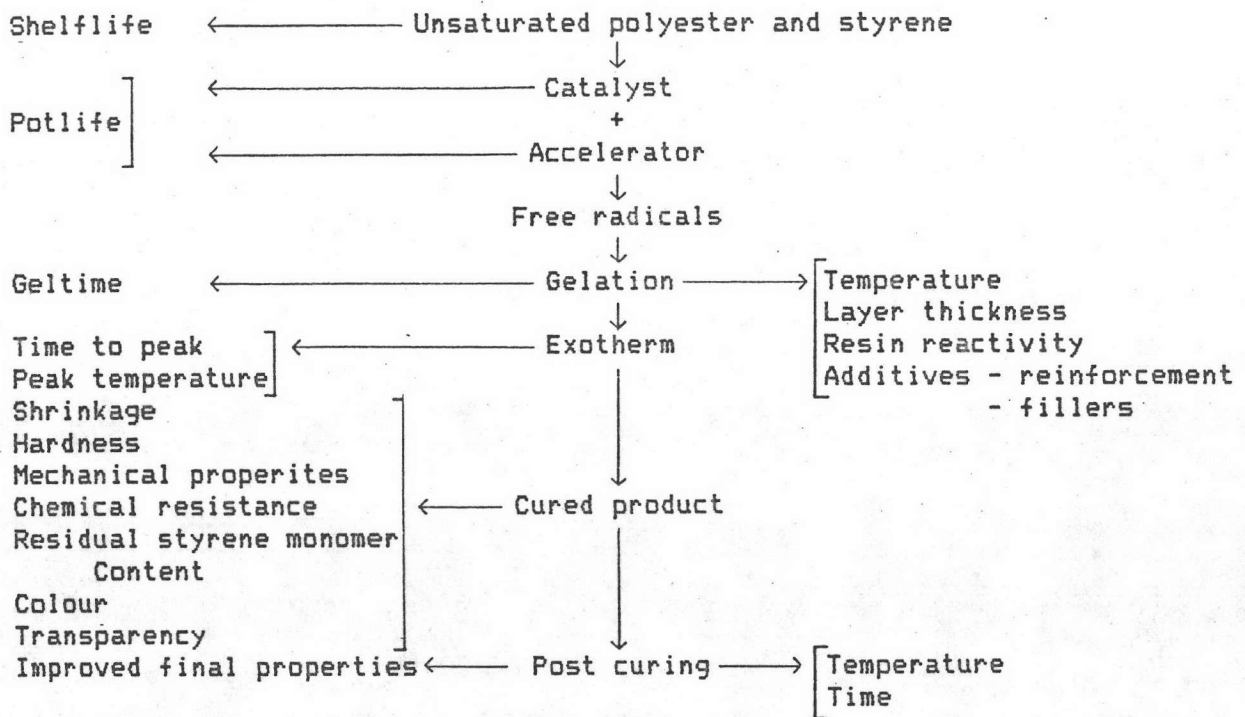 Shelflife Unsaturated polyester and styrene
Catalyst
Potlife +
Accelerator
Free radicals
Geltime Gelation Temperature
Layer thickness
Time to peak Exotherm Resin reactivity
Peak temperature Additives - reinforcement
Shrinkage - fillers
Hardness
Mechanical properites
Chemical resistance Cured product
Residual styrene monomer
Content
Colour
Transparency
Improved final properties Post curing Temperature
Time